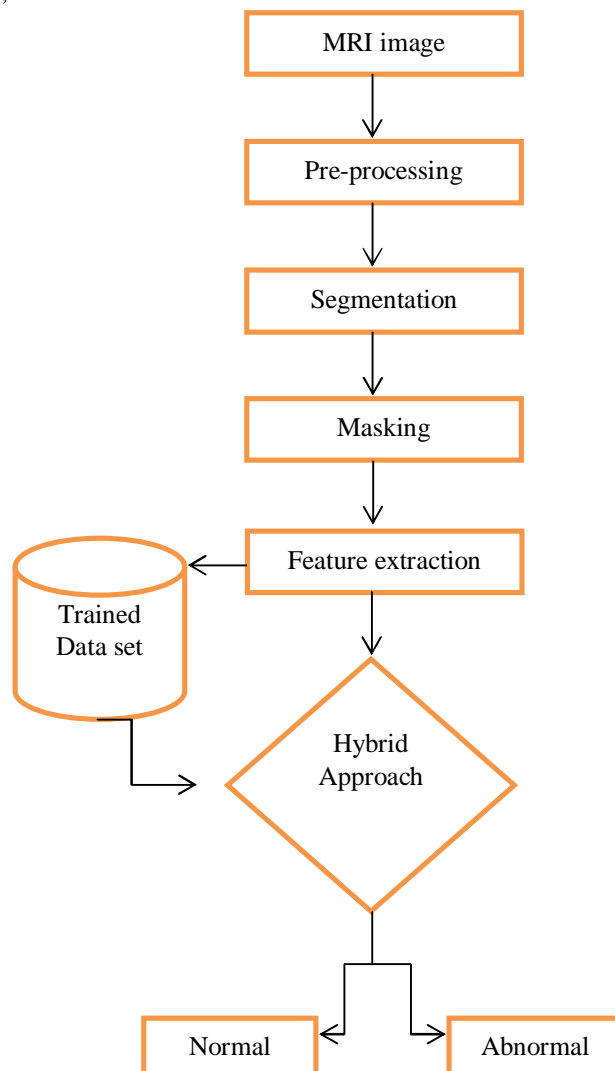 MRI image
Pre-processing
Segmentation
Masking
Feature extraction
Trained
Data set
Hybrid
Approach
Normal
Abnormal